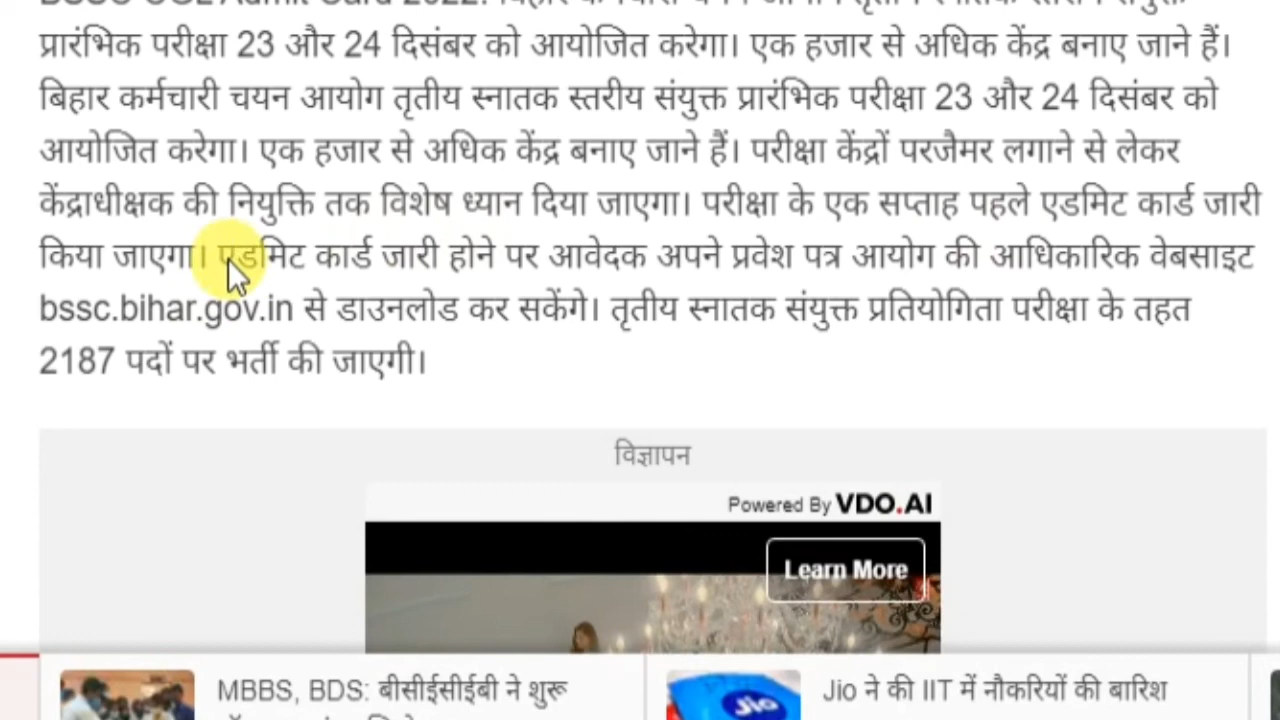 प्रारंभिक परीक्षा 23 और 24 दिसंबर को आयोजित करेगा। एक हजार से अधिक केंद्र बनाए जाने हैं।
बिहार कर्मचारी चयन आयोग तृतीय स्नातक स्तरीय संयुक्त प्रारंभिक परीक्षा 23 और 24 दिसंबर को
आयोजित करेगा। एक हजार से अधिक केंद्र बनाए जाने हैं। परीक्षा केंद्रों परजैमर लगाने से लेकर
केंद्राधीक्षक की नियुक्ति तक विशेष ध्यान दिया जाएगा। परीक्षा के एक सप्ताह पहले एडमिट कार्ड जारी
किया जाएगा। एडमिट कार्ड जारी होने पर आवेदक अपने प्रवेश पत्र आयोग की आधिकारिक वेबसाइट
bssc.bihar.gov.in से डाउनलोड कर सकेंगे। तृतीय स्नातक संयुक्त प्रतियोगिता परीक्षा के तहत
2187 पदों पर भर्ती की जाएगी।
विज्ञापन
Powered By VDO.AI
Learn More
MBBS, BDS: बीसीईसीईबी ने शुरू
Jio ने की IIT में नौकरियों की बारिश
Jio